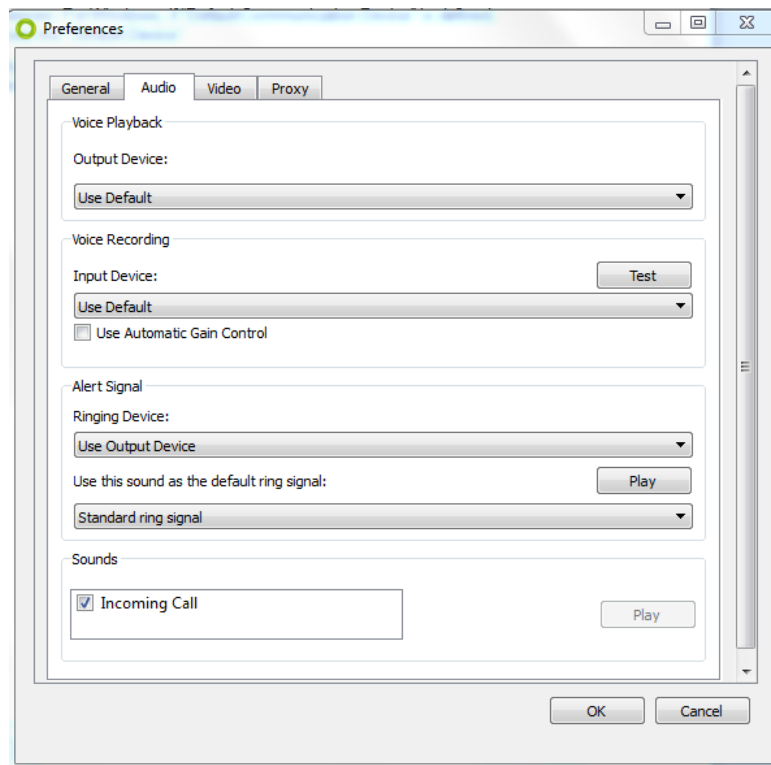 Preferences
General Audio Video Proxy
Voice Playback
Output Device:
Use Default
Voice Recording
Input Device: Test
Use Default
Use Automatic Gain Control
Alert Signal
Ringing Device:
Use Output Device
Use this sound as the default ring signal: Play
Standard ring signal
Sounds
Incoming Call
Play
OK Cancel